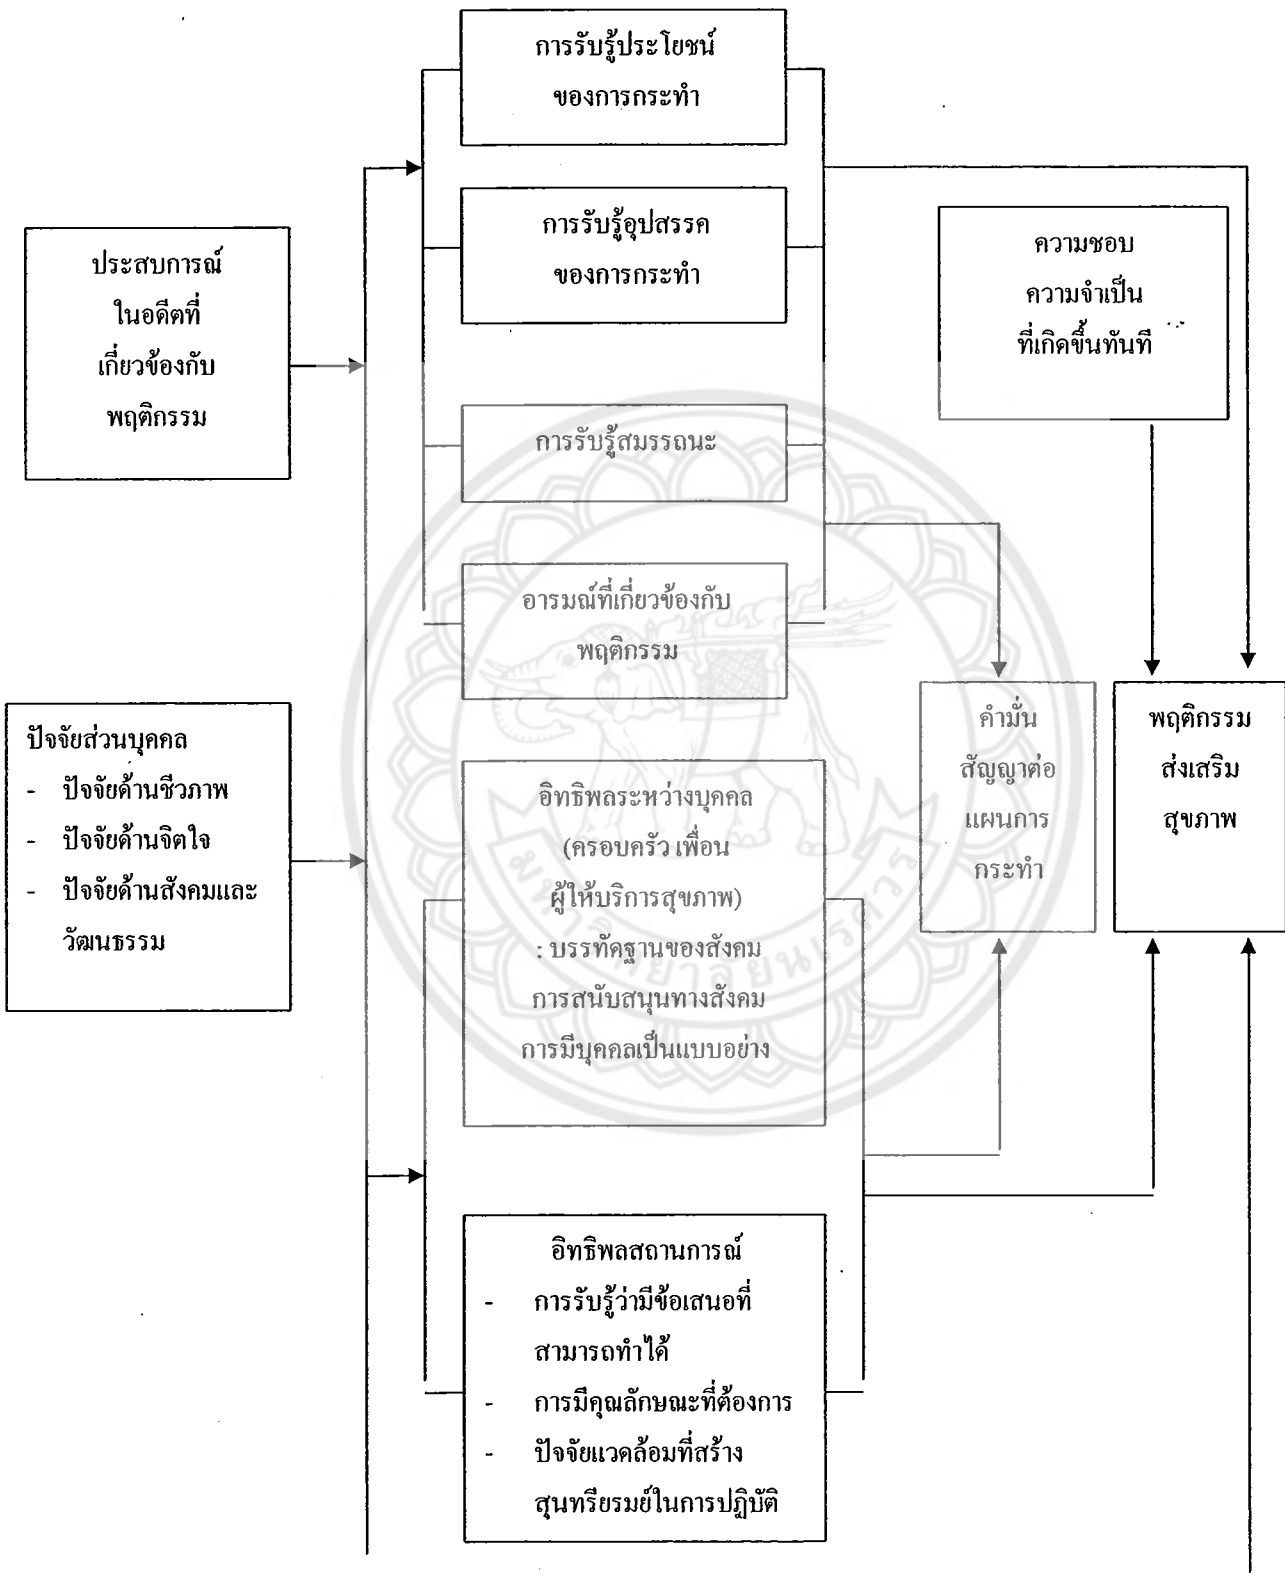 การรับรู้ประโยชน์
ของการกระทำ
การรับรู้อุปสรรค
ของการกระทำ
ความชอบ
ความจำเป็น
ที่เกิดขึ้นทันที
ประสบการณ์
ในอดีตที่
เกี่ยวข้องกับ
พฤติกรรม
การรับรู้สมรรถนะ
อารมณ์ที่เกี่ยวข้องกับ
พฤติกรรม
ปัจจัยส่วนบุคคล
- ปัจจัยด้านชีวภาพ
- ปัจจัยด้านจิตใจ
- ปัจจัยด้านสังคมและ
วัฒนธรรม
อิทธิพลระหว่างบุคคล
(ครอบครัว เพื่อน
ผู้ให้บริการสุขภาพ)
: บรรทัดฐานของสังคม
การสนับสนุนทางสังคม
การมีบุคคลเป็นแบบอย่าง
คำมั่น
สัญญาต่อ
แผนการ
กระทำ
พฤติกรรม
ส่งเสริม
สุขภาพ
อิทธิพลสถานการณ์
- การรับรู้ว่ามีข้อเสนอที่
สามารถทำได้
- การมีคุณลักษณะที่ต้องการ
- ปัจจัยแวดล้อมที่สร้าง
สุนทรียรมย์ในการปฏิบัติ
มหาวิทยาลัยนเรศวร